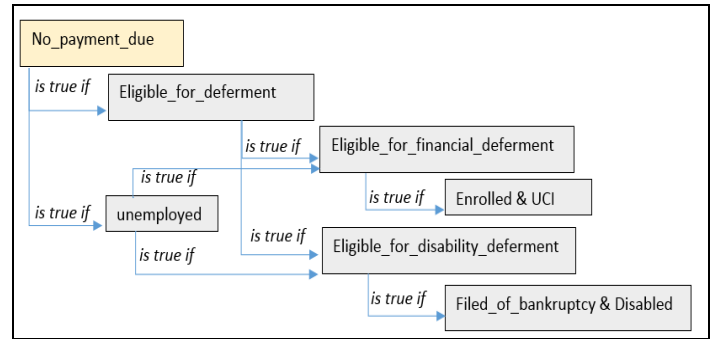 No_payment_due
is true if
Eligible_for_deferment
is true if
Eligible_for_financial_deferment
is true if
is true if
Enrolled & UCI
is true if
unemployed
is true if
Eligible_for_disability_deferment
is true if
is true if
Filed_of_bankruptcy & Disabled